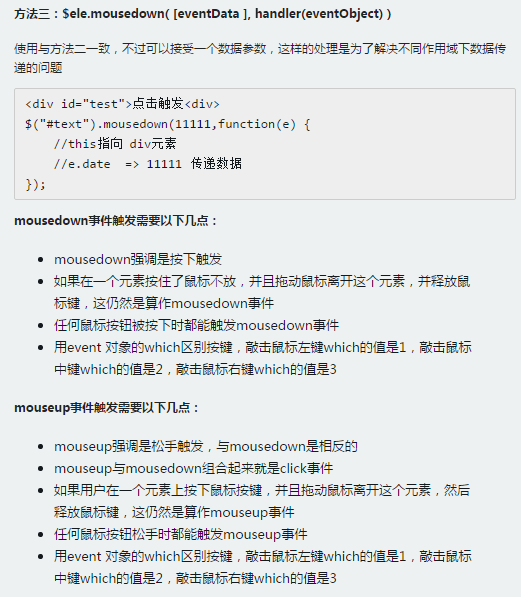 方法三：$ele.mousedown( [eventData ], handler(eventObject) )
使用与方法二一致，不过可以接受一个数据参数，这样的处理是为了解决不同作用域下数据传
递的问题
<div id="test">点击触发<div>
$("#text").mousedown(11111,function(e) {
//this指向 div元素
//e.date  => 11111 传递数据
});
mousedown事件触发需要以下几点：
mousedown强调是按下触发
如果在一个元素按住了鼠标不放，并且拖动鼠标离开这个元素，并释放鼠
标键，这仍然是算作mousedown事件
任何鼠标按钮被按下时都能触发mousedown事件
用event 对象的which区别按键，敲击鼠标左键which的值是1，敲击鼠标
中键which的值是2，敲击鼠标右键which的值是3
mouseup事件触发需要以下几点：
mouseup强调是松手触发，与mousedown是相反的
mouseup与mousedown组合起来就是click事件
如果用户在一个元素上按下鼠标按键，并且拖动鼠标离开这个元素，然后
释放鼠标键，这仍然是算作mouseup事件
任何鼠标按钮松手时都能触发mouseup事件
用event 对象的which区别按键，敲击鼠标左键which的值是1，敲击鼠标
中键which的值是2，敲击鼠标右键which的值是3